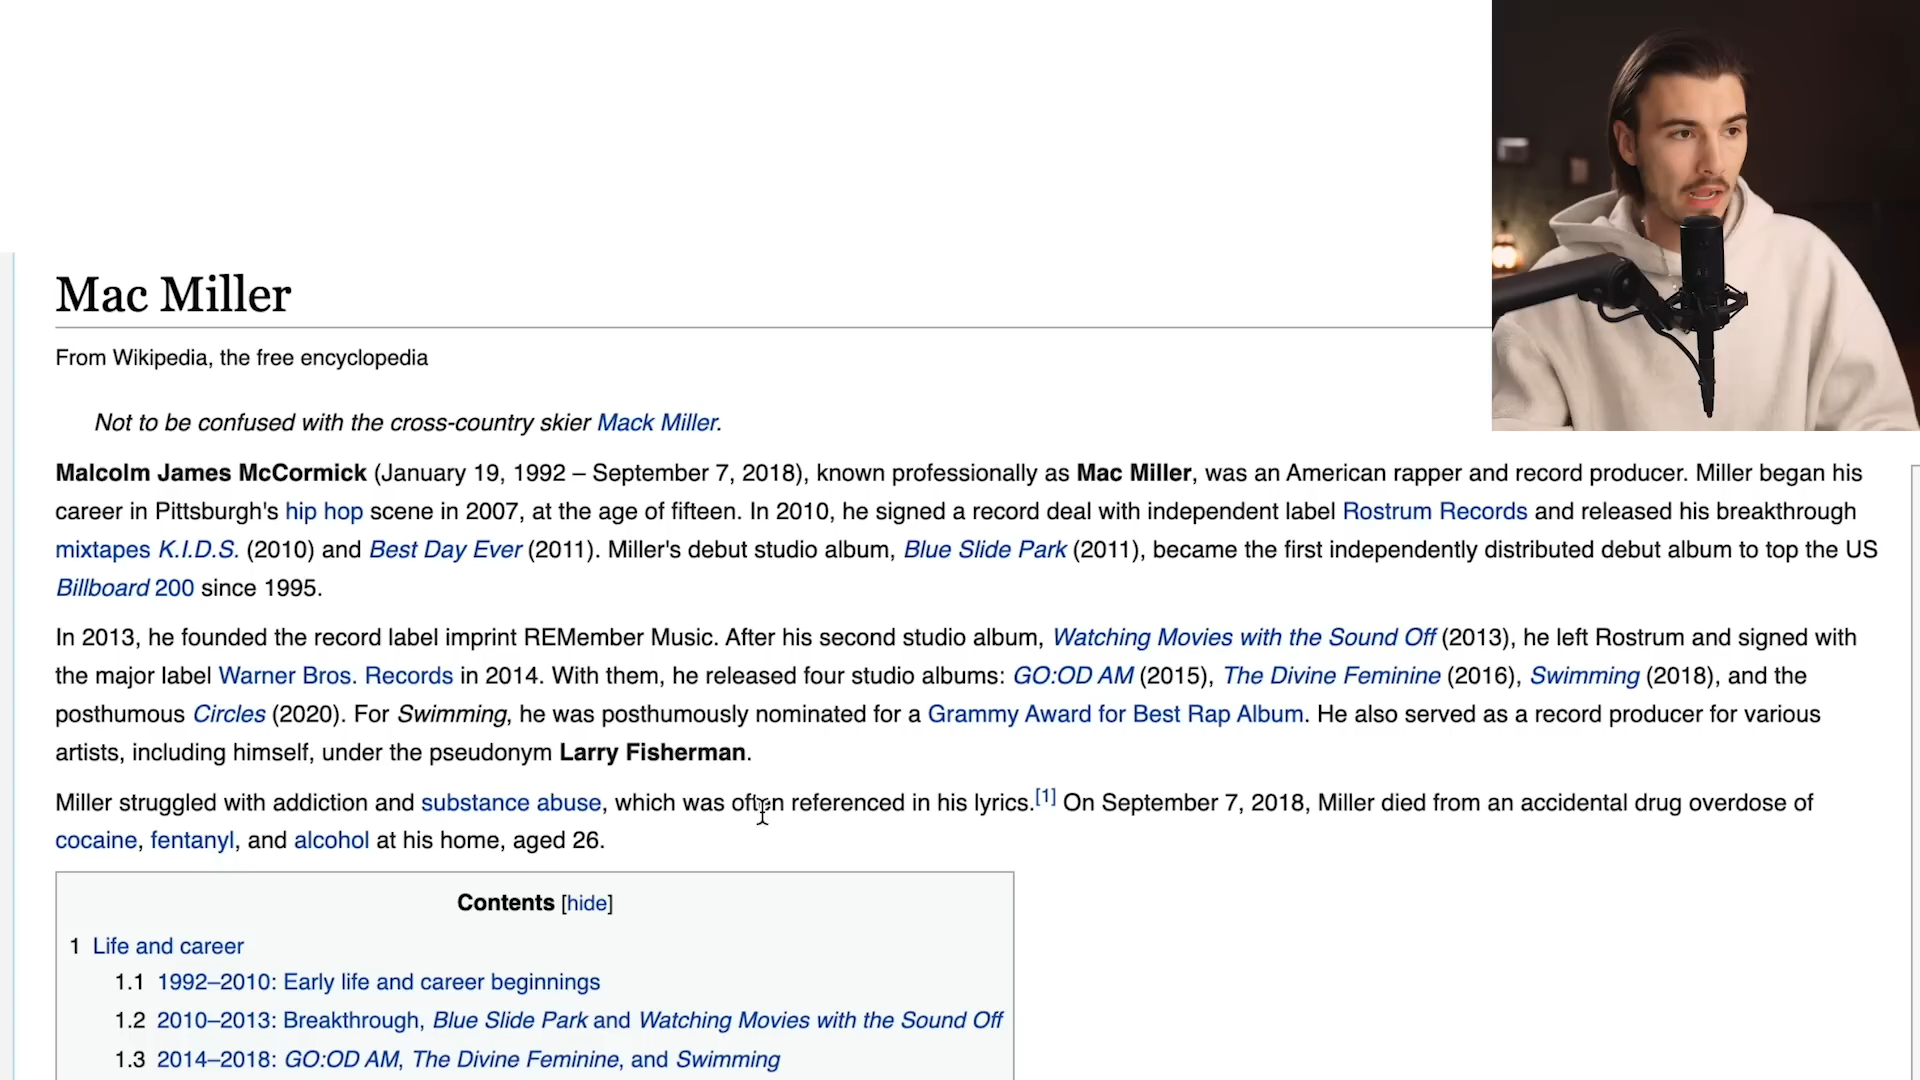 Mac Miller
From Wikipedia, the free encyclopedia
Not to be confused with the cross-country skier Mack Miller.
Malcolm James McCormick (January 19, 1992 – September 7, 2018), known professionally as Mac Miller, was an American rapper and record producer. Miller began his
career in Pittsburgh's hip hop scene in 2007, at the age of fifteen. In 2010, he signed a record deal with independent label Rostrum Records and released his breakthrough
mixtapes K.I.D.S. (2010) and Best Day Ever (2011). Miller's debut studio album, Blue Slide Park (2011), became the first independently distributed debut album to top the US
Billboard 200 since 1995.
In 2013, he founded the record label imprint REMember Music. After his second studio album, Watching Movies with the Sound Off (2013), he left Rostrum and signed with
the major label Warner Bros. Records in 2014. With them, he released four studio albums: GO:OD AM (2015), The Divine Feminine (2016), Swimming (2018), and the
posthumous Circles (2020). For Swimming, he was posthumously nominated for a Grammy Award for Best Rap Album. He also served as a record producer for various
artists, including himself, under the pseudonym Larry Fisherman.
Miller struggled with addiction and substance abuse, which was often referenced in his lyrics.[1] On September 7, 2018, Miller died from an accidental drug overdose of
cocaine, fentanyl, and alcohol at his home, aged 26.
Contents [hide]
1 Life and career
1.1 1992–2010: Early life and career beginnings
1.2 2010–2013: Breakthrough, Blue Slide Park and Watching Movies with the Sound Off
1.3 2014–2018: GO:OD AM, The Divine Feminine, and Swimming